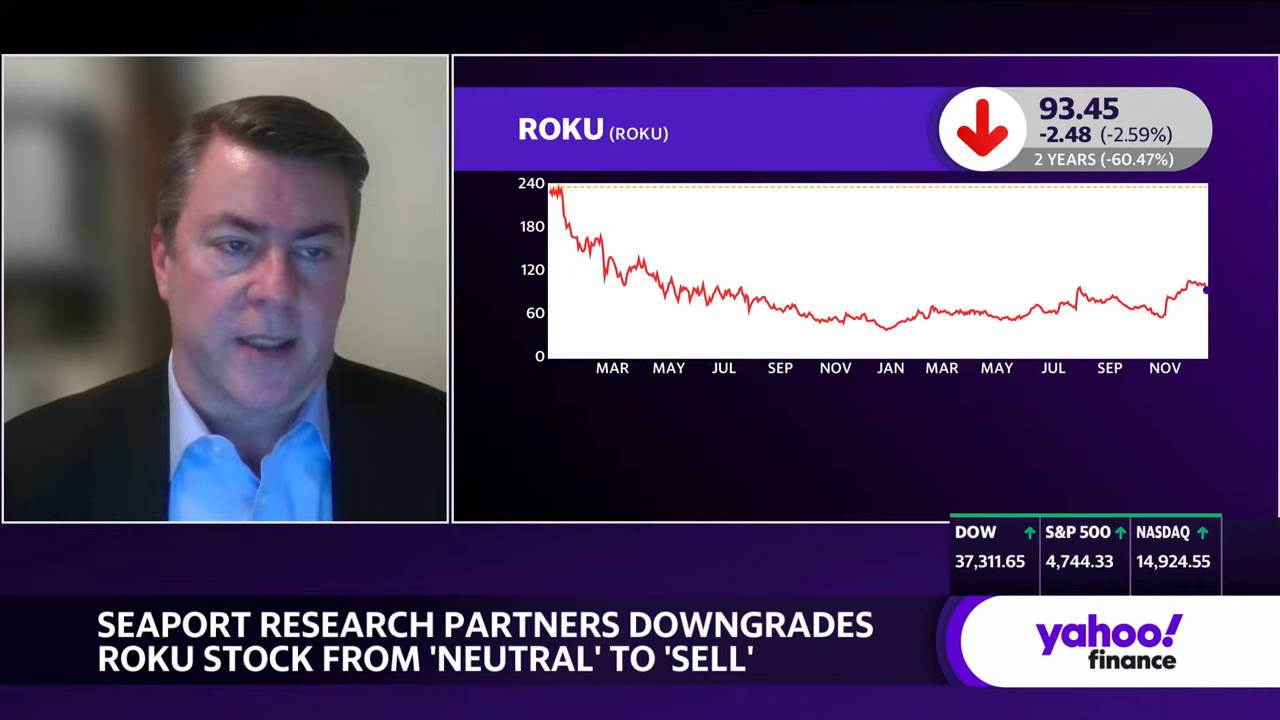 ROKU (ROKU)
93.45
-2.48 (-2.59%)
2 YEARS (-60.47%)
240
180
120
60
0
MAR MAY JUL SEP NOV JAN MAR MAY JUL SEP NOV
DOW S&P 500 NASDAQ
37,311.65 4,744.33 14,924.55
SEAPORT RESEARCH PARTNERS DOWNGRADES
ROKU STOCK FROM 'NEUTRAL' TO 'SELL'
yahoo!
finance